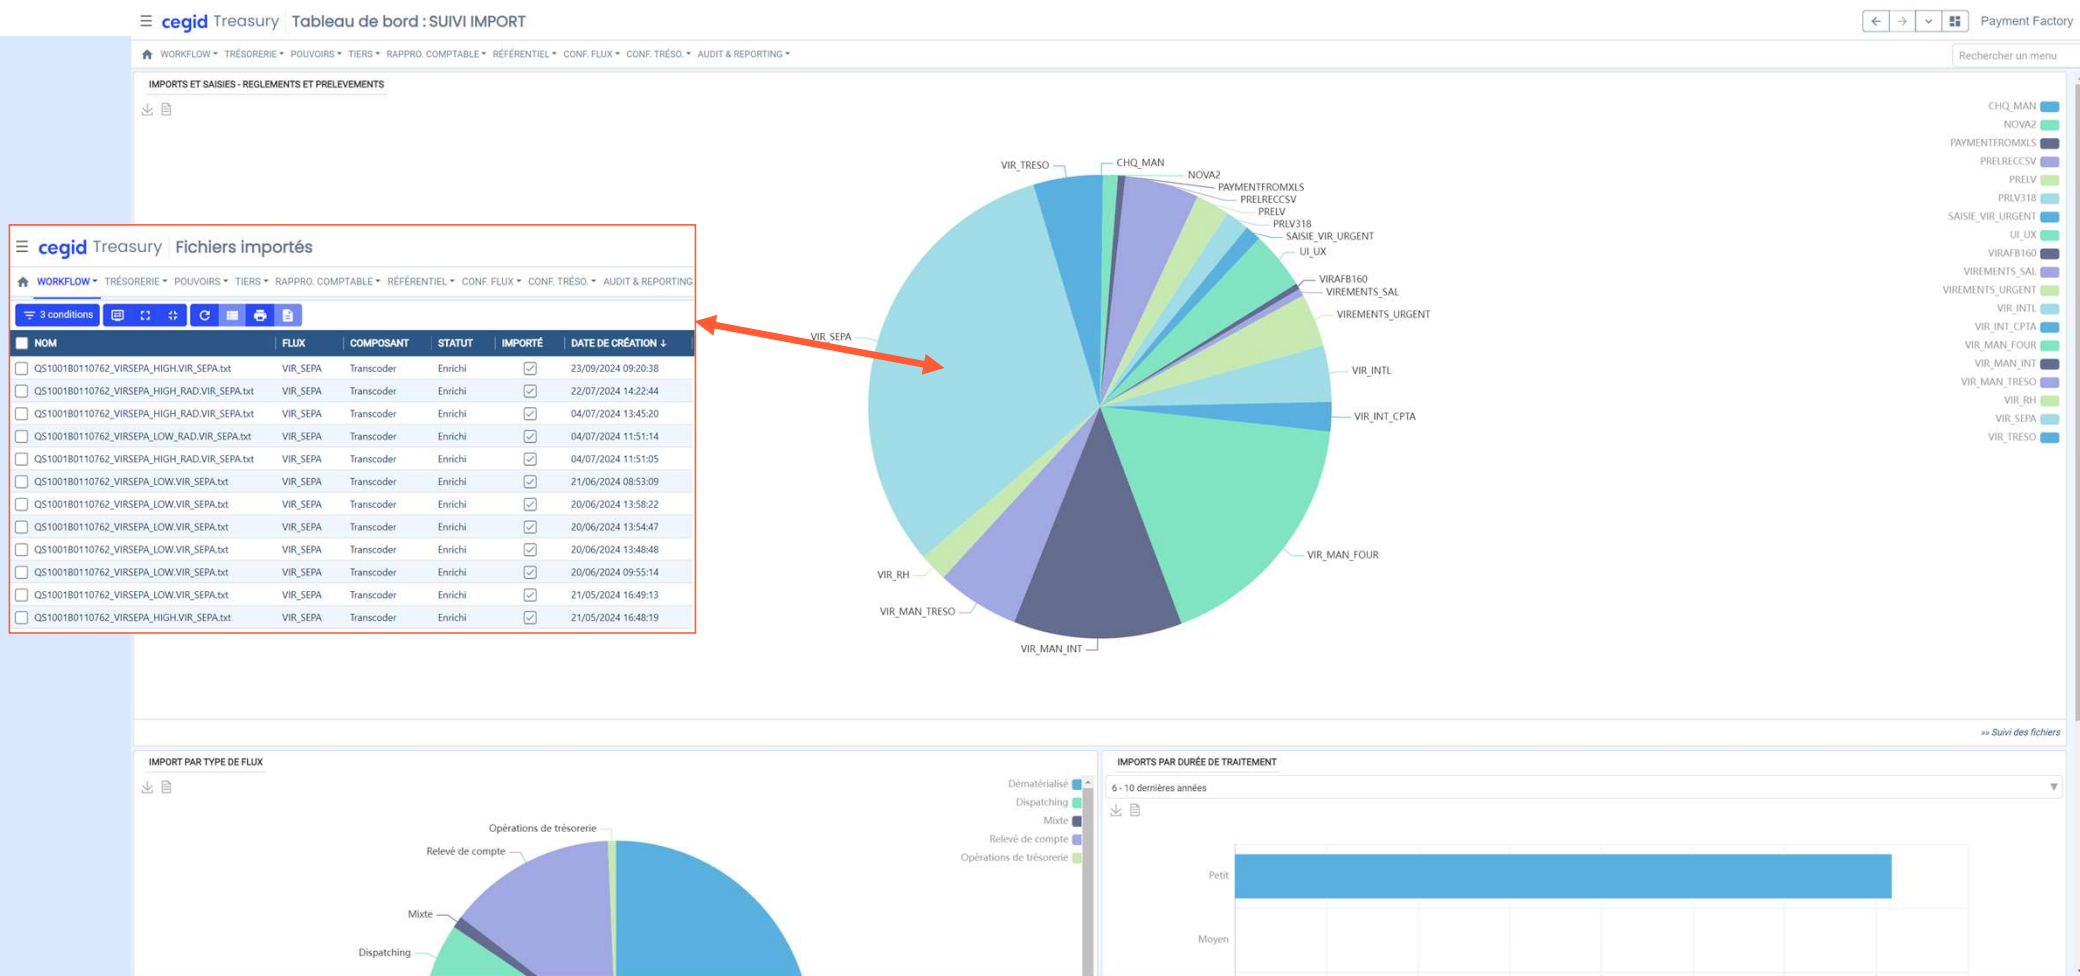 cegid Treasury Tableau de bord : SUIVI IMPORT
Payment Factory
WORKFLOW TRÉSORERIE POUVOIRS TIERS RAPPRO. COMPTABLE RÉFÉRENTIEL CONF. FLUX CONF. TRÉSO. AUDIT & REPORTING
Rechercher un menu
IMPORTS ET SAISIES - REGLEMENTS ET PRELEVEMENTS
CHQ_MAN
NOVA2
PAYMENTFROMXLS
PRELRECCSV
PRELV
PRLV318
SAISIE_VIR_URGENT
UI_UX
VIRAFB160
VIREMENTS_SAL
VIREMENTS_URGENT
VIR_INTL
VIR_INT_CPTA
VIR_MAN_FOUR
VIR_MAN_INT
VIR_MAN_TRESO
VIR_RH
VIR_SEPA
VIR_TRESO
VIR_TRESO
CHQ_MAN
NOVA2
PAYMENTFROMXLS
PRELRECCSV
PRELV
PRLV318
SAISIE_VIR_URGENT
UI_UX
VIRAFB160
VIREMENTS_SAL
VIREMENTS_URGENT
VIR_SEPA
VIR_INTL
VIR_INT_CPTA
VIR_MAN_FOUR
VIR_RH
VIR_MAN_TRESO
VIR_MAN_INT
cegid Treasury Fichiers importés
WORKFLOW TRÉSORERIE POUVOIRS TIERS RAPPRO. COMPTABLE RÉFÉRENTIEL CONF. FLUX CONF. TRÉSO. AUDIT & REPORTING
3 conditions
NOM FLUX COMPOSANT STATUT IMPORTÉ DATE DE CRÉATION ↓
QS1001B0110762_VIRSEPA_HIGH.VIR_SEPA.txt VIR_SEPA Transcoder Enrichi 23/09/2024 09:20:38
QS1001B0110762_VIRSEPA_HIGH_RAD.VIR_SEPA.txt VIR_SEPA Transcoder Enrichi 22/07/2024 14:22:44
QS1001B0110762_VIRSEPA_HIGH_RAD.VIR_SEPA.txt VIR_SEPA Transcoder Enrichi 04/07/2024 13:45:20
QS1001B0110762_VIRSEPA_LOW_RAD.VIR_SEPA.txt VIR_SEPA Transcoder Enrichi 04/07/2024 11:51:14
QS1001B0110762_VIRSEPA_HIGH_RAD.VIR_SEPA.txt VIR_SEPA Transcoder Enrichi 04/07/2024 11:51:05
QS1001B0110762_VIRSEPA_LOW.VIR_SEPA.txt VIR_SEPA Transcoder Enrichi 21/06/2024 08:53:09
QS1001B0110762_VIRSEPA_LOW.VIR_SEPA.txt VIR_SEPA Transcoder Enrichi 20/06/2024 13:58:22
QS1001B0110762_VIRSEPA_LOW.VIR_SEPA.txt VIR_SEPA Transcoder Enrichi 20/06/2024 13:54:47
QS1001B0110762_VIRSEPA_LOW.VIR_SEPA.txt VIR_SEPA Transcoder Enrichi 20/06/2024 13:48:48
QS1001B0110762_VIRSEPA_LOW.VIR_SEPA.txt VIR_SEPA Transcoder Enrichi 20/06/2024 09:55:14
QS1001B0110762_VIRSEPA_LOW.VIR_SEPA.txt VIR_SEPA Transcoder Enrichi 21/05/2024 16:49:13
QS1001B0110762_VIRSEPA_HIGH.VIR_SEPA.txt VIR_SEPA Transcoder Enrichi 21/05/2024 16:48:19
»» Suivi des fichiers
IMPORT PAR TYPE DE FLUX
Dématérialisé
Dispatching
Mixte
Relevé de compte
Opérations de trésorerie
Opérations de trésorerie
Relevé de compte
Mixte
Dispatching
IMPORTS PAR DURÉE DE TRAITEMENT
6 - 10 dernières années
Petit
Moyen